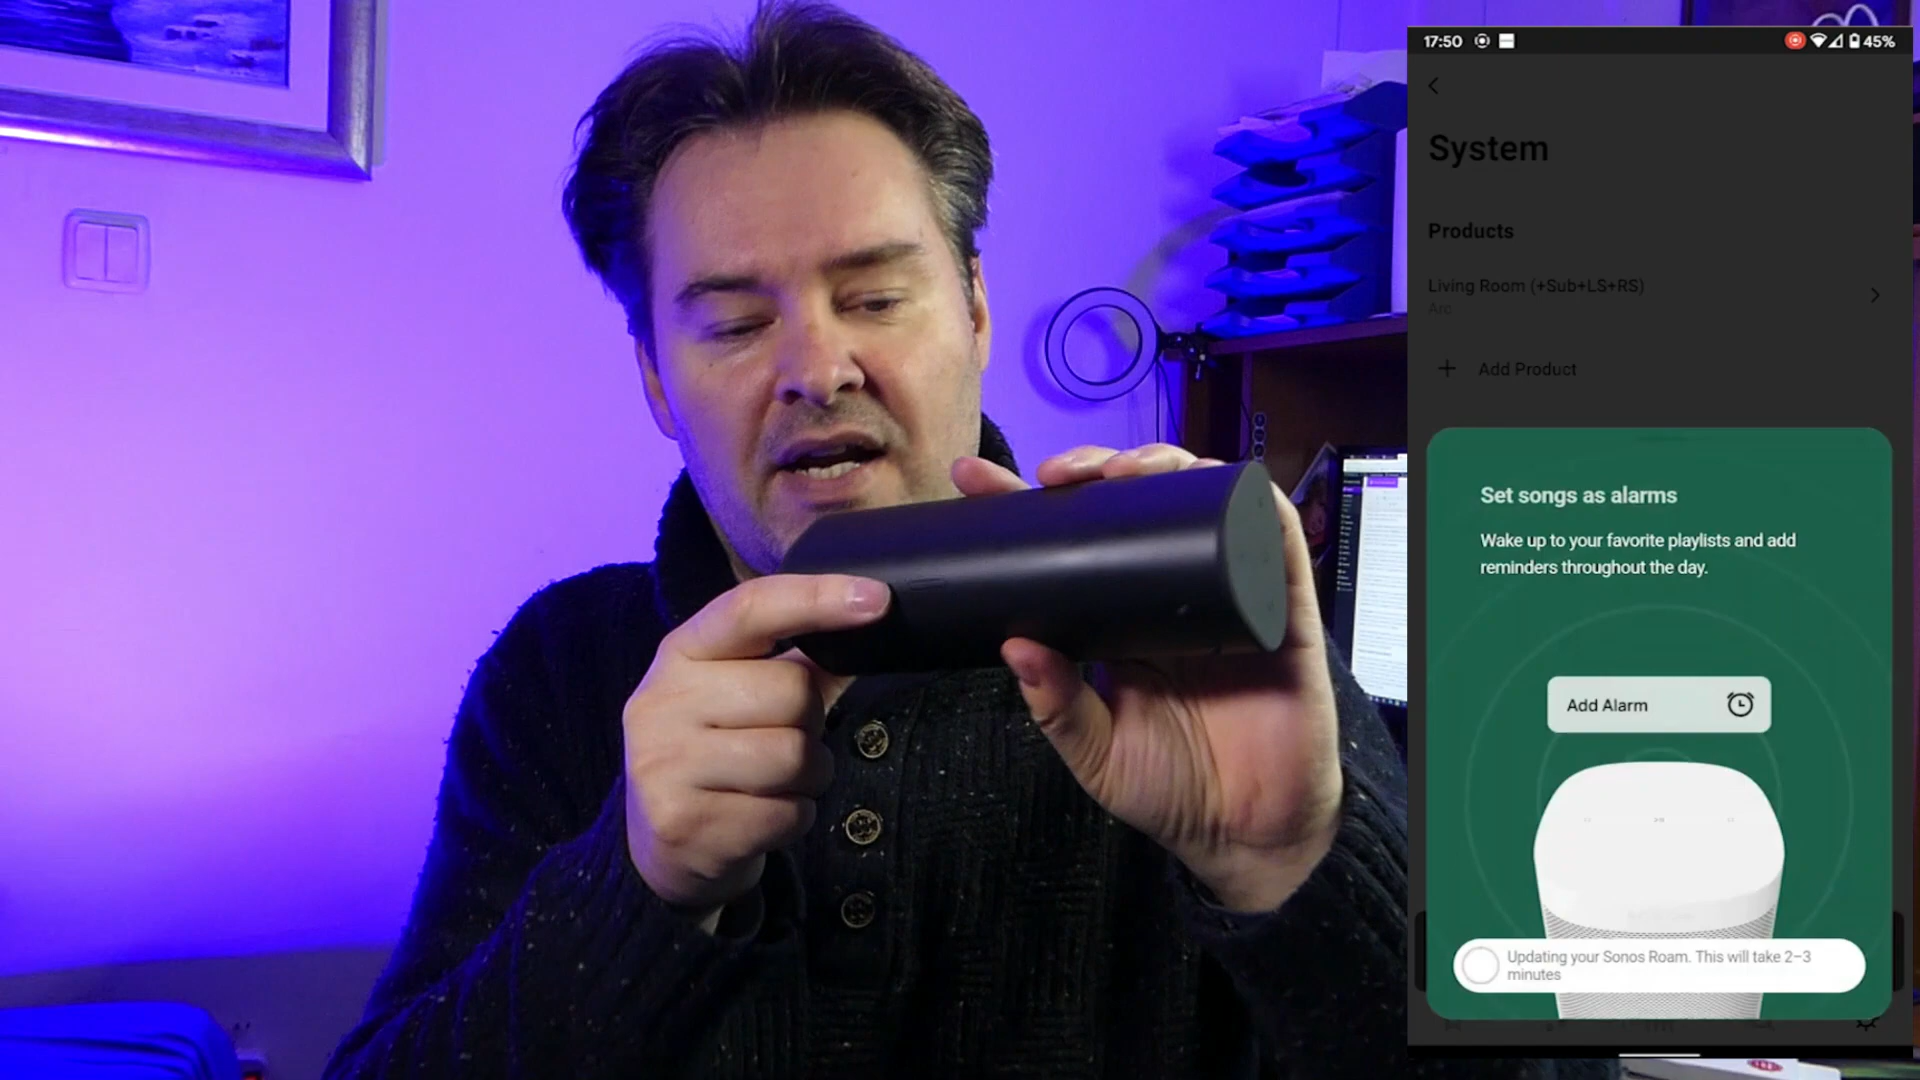 17:50
45%
System
Products
Living Room (+Sub+LS+RS)
Arc
Add Product
Set songs as alarms
Wake up to your favorite playlists and add
reminders throughout the day.
Add Alarm
Updating your Sonos Roam. This will take 2–3
minutes